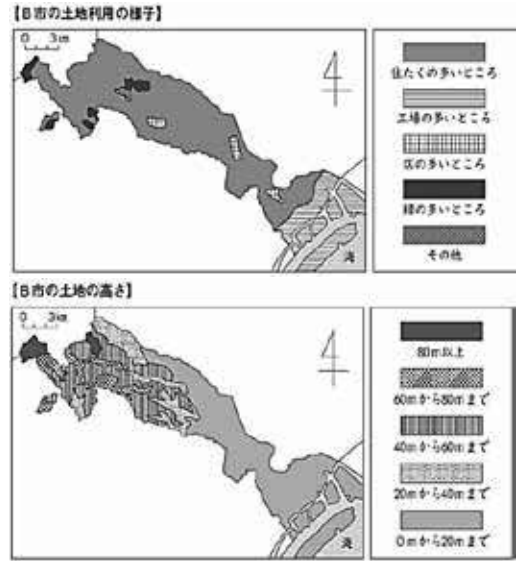 【B市の土地利用の様子】
0 3km
住たくの多いところ
工場の多いところ
店の多いところ
緑の多いところ
その他
海
【B市の土地の高さ】
0 3km
80m以上
60mから80mまで
40mから60mまで
20mから40mまで
0mから20mまで
海